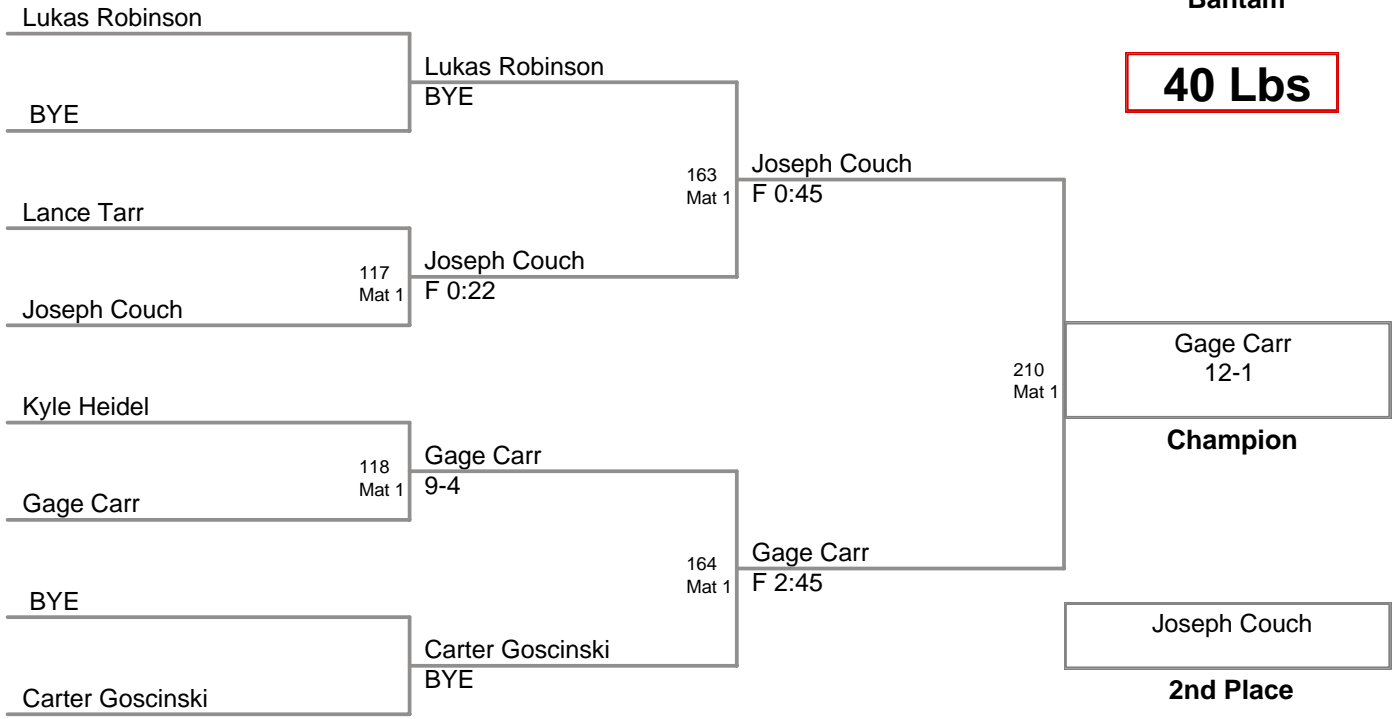 Bantam
40 Lbs
Lukas Robinson
BYE
Lance Tarr
Joseph Couch
Kyle Heidel
Gage Carr
BYE
Carter Goscinski
Lukas Robinson
BYE
117
Mat 1
Joseph Couch
F 0:22
118
Mat 1
Gage Carr
9-4
Carter Goscinski
BYE
163
Mat 1
Joseph Couch
F 0:45
164
Mat 1
Gage Carr
F 2:45
210
Mat 1
Gage Carr
12-1
Champion
Joseph Couch
2nd Place